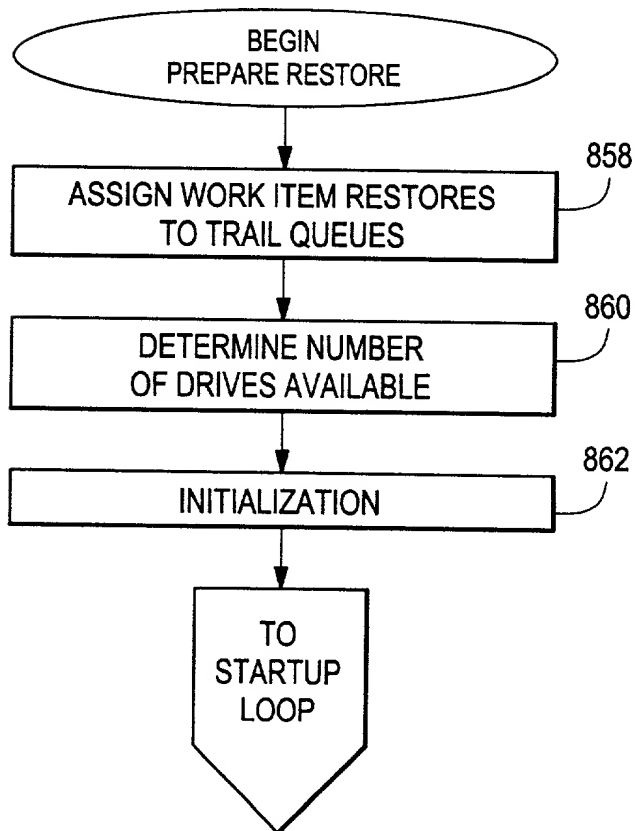 BEGIN
PREPARE RESTORE
858
ASSIGN WORK ITEM RESTORES
TO TRAIL QUEUES
860
DETERMINE NUMBER
OF DRIVES AVAILABLE
862
INITIALIZATION
TO
STARTUP
LOOP